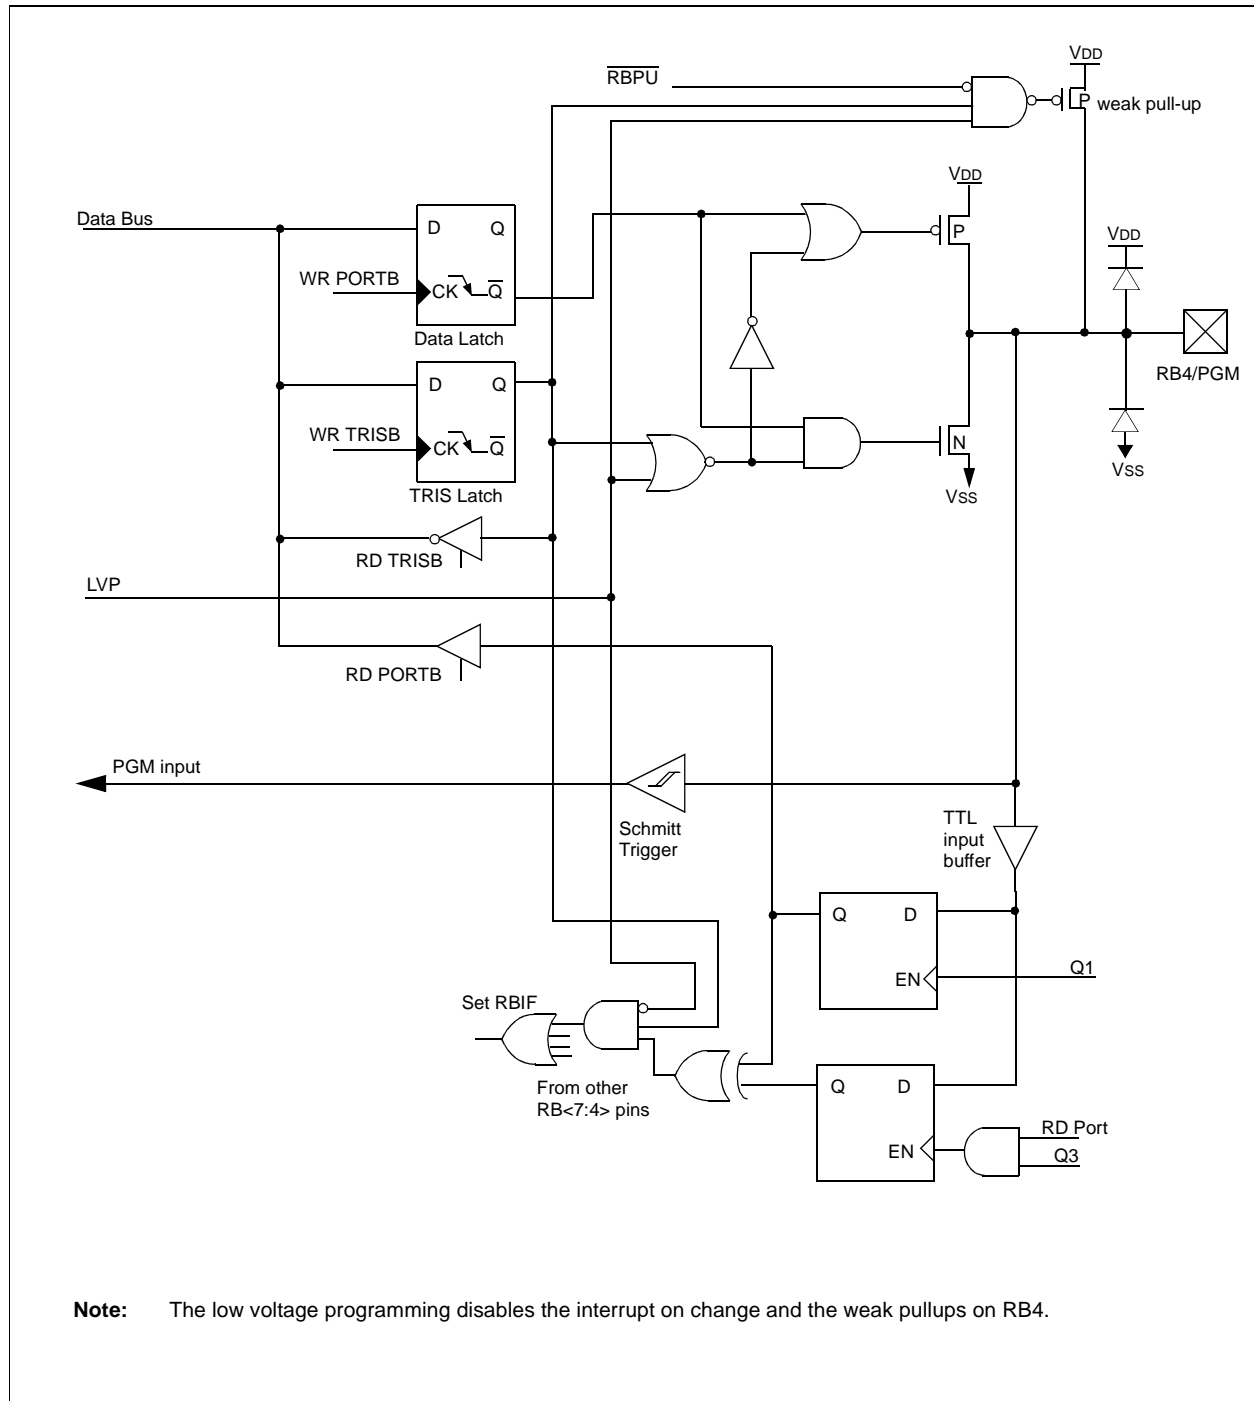 VDD
RBPU
P
weak pull-up
VDD
Data Bus
D
Q
P
VDD
WR PORTB
CK
Q
Data Latch
RB4/PGM
D
Q
WR TRISB
CK
Q
N
VSS
TRIS Latch
VSS
RD TRISB
LVP
RD PORTB
PGM input
Schmitt
Trigger
TTL
input
buffer
Q
D
EN
Q1
Set RBIF
From other
RB<7:4> pins
Q
D
RD Port
EN
Q3
Note: The low voltage programming disables the interrupt on change and the weak pullups on RB4.